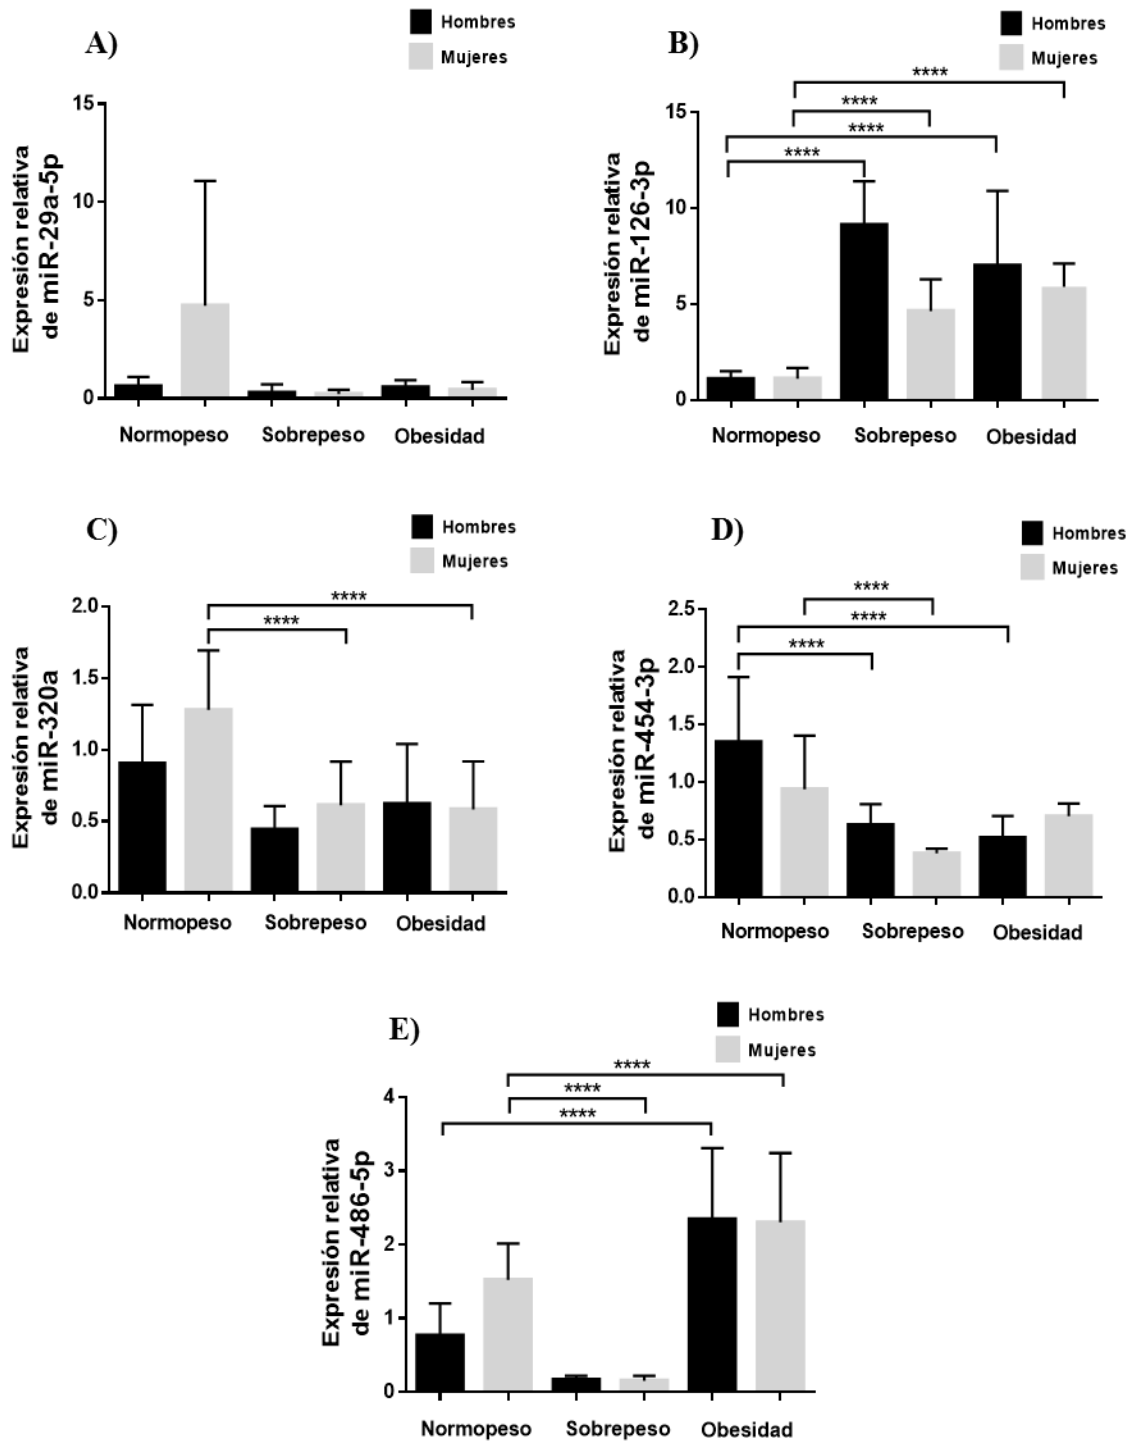 A)
Hombres
Mujeres
Expresión relativa
de miR-29a-5p
15
10
5
0
Normopeso Sobrepeso Obesidad
B)
Hombres
Mujeres
Expresión relativa
de miR-126-3p
****
****
****
****
15
10
5
0
Normopeso Sobrepeso Obesidad
C)
Hombres
Mujeres
Expresión relativa
de miR-320a
****
****
2.0
1.5
1.0
0.5
0.0
Normopeso Sobrepeso Obesidad
D)
Hombres
Mujeres
Expresión relativa
de miR-454-3p
****
****
****
2.5
2.0
1.5
1.0
0.5
0.0
Normopeso Sobrepeso Obesidad
E)
Hombres
Mujeres
Expresión relativa
de miR-486-5p
****
****
****
4
3
2
1
0
Normopeso Sobrepeso Obesidad